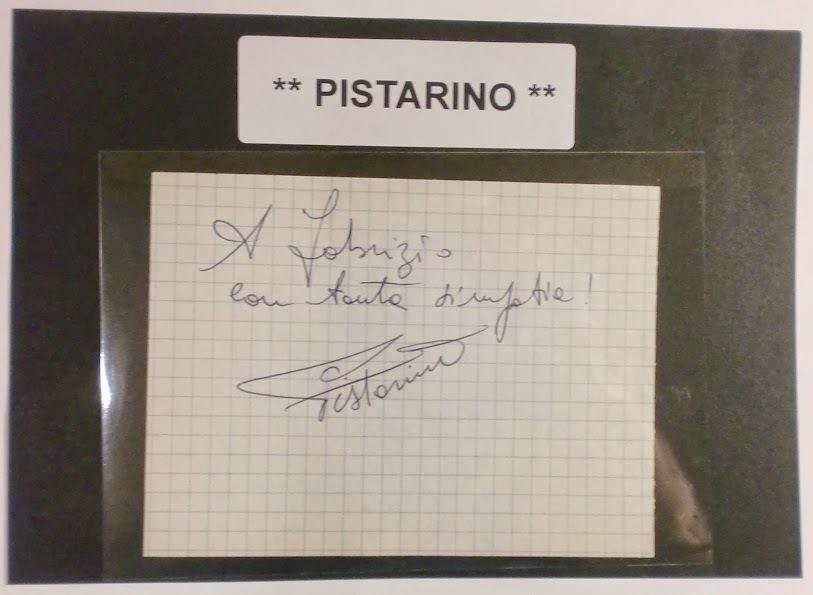 ** PISTARINO **
A Fabrizio
con tanta simpatia!
Pistarino